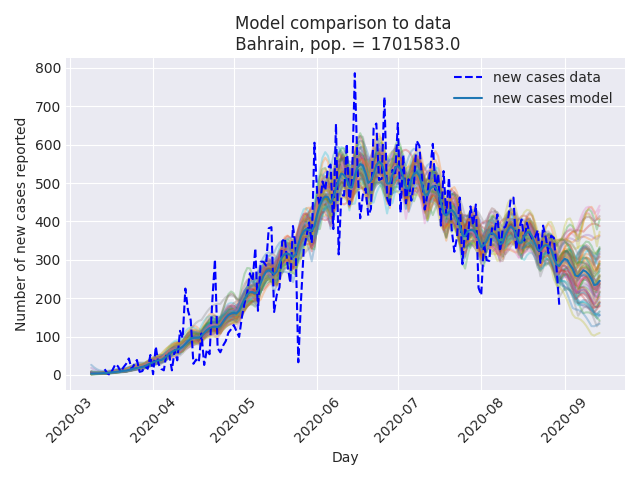 Model comparison to data
Bahrain, pop. = 1701583.0
new cases data
new cases model
Number of new cases reported
800
700
600
500
400
300
200
100
0
2020-03
2020-04
2020-05
2020-06
2020-07
2020-08
2020-09
Day